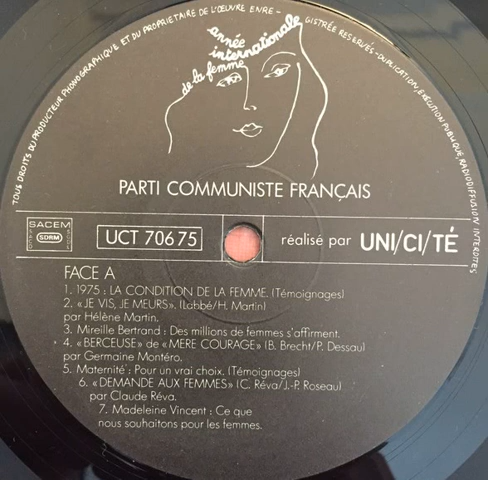 TOUS DROITS DU PRODUCTEUR PHONOGRAPHIQUE ET DU PROPRIETAIRE DE L'ŒUVRE ENRE-GISTRÉE RESERVÉS-DUPLICATION, EXÉCUTION PUBLIQUE, RADIODIFFUSION INTERDITES
année
internationale
de la femme
PARTI COMMUNISTE FRANÇAIS
SACEM
SDRM
UCT 70675
réalisé par UNI/CI/TÉ
FACE A
1. 1975 : LA CONDITION DE LA FEMME. (Témoignages)
2. « JE VIS, JE MEURS ». (Labbé/H. Martin)
par Hélène Martin.
3. Mireille Bertrand : Des millions de femmes s'affirment.
4. « BERCEUSE » de « MERE COURAGE » (B. Brecht/P. Dessau)
par Germaine Montéro.
5. Maternité : Pour un vrai choix. (Témoignages)
6. « DEMANDE AUX FEMMES » (C. Réva/J.-P. Roseau)
par Claude Réva.
7. Madeleine Vincent : Ce que
nous souhaitons pour les femmes.